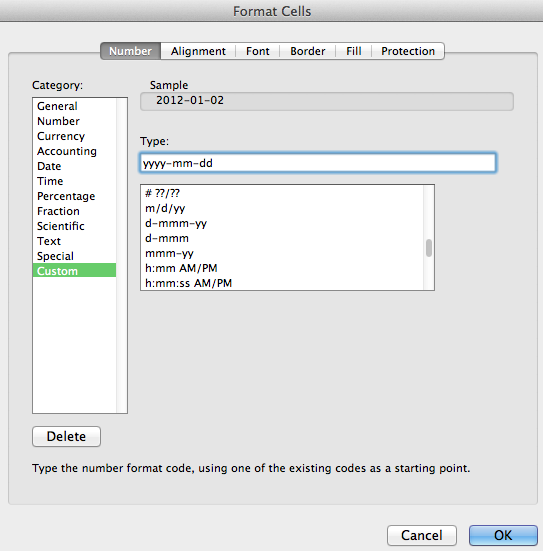 Format Cells
Number Alignment Font Border Fill Protection
Category:
General
Number
Currency
Accounting
Date
Time
Percentage
Fraction
Scientific
Text
Special
Custom
Sample
2012-01-02
Type:
yyyy-mm-dd
# ??/??
m/d/yy
d-mmm-yy
d-mmm
mmm-yy
h:mm AM/PM
h:mm:ss AM/PM
Delete
Type the number format code, using one of the existing codes as a starting point.
Cancel OK